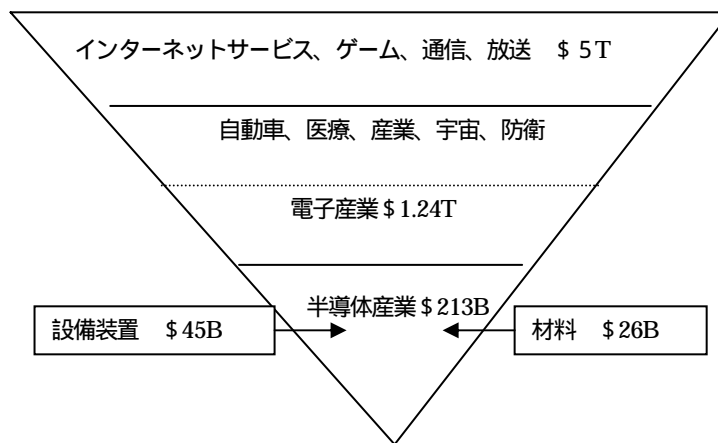 インターネットサービス、ゲーム、通信、放送　＄5T
自動車、医療、産業、宇宙、防衛
電子産業＄1.24T
半導体産業＄213B
設備装置　＄45B
材料　＄26B